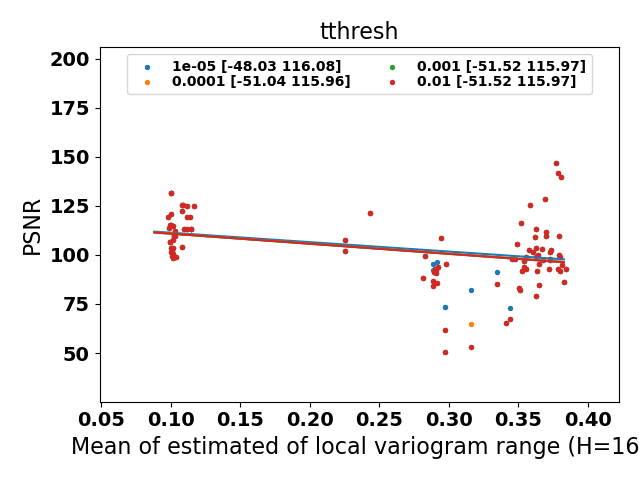 tthresh
1e-05 [-48.03 116.08]
0.0001 [-51.04 115.96]
0.001 [-51.52 115.97]
0.01 [-51.52 115.97]
200
175
150
125
100
75
50
PSNR
0.05 0.10 0.15 0.20 0.25 0.30 0.35 0.40
Mean of estimated of local variogram range (H=16